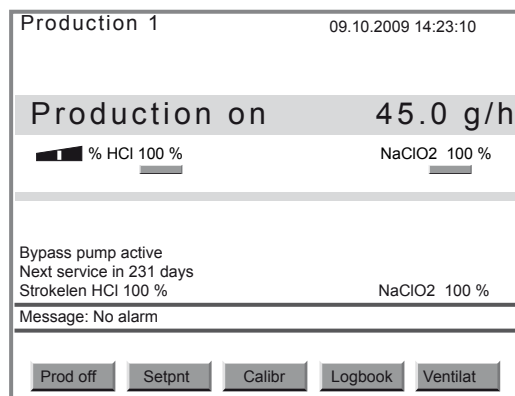 Production 1 09.10.2009 14:23:10
Production on 45.0 g/h
% HCl 100 % NaClO2 100 %
Bypass pump active
Next service in 231 days
Strokelen HCl 100 % NaClO2 100 %
Message: No alarm
Prod off Setpnt Calibr Logbook Ventilat